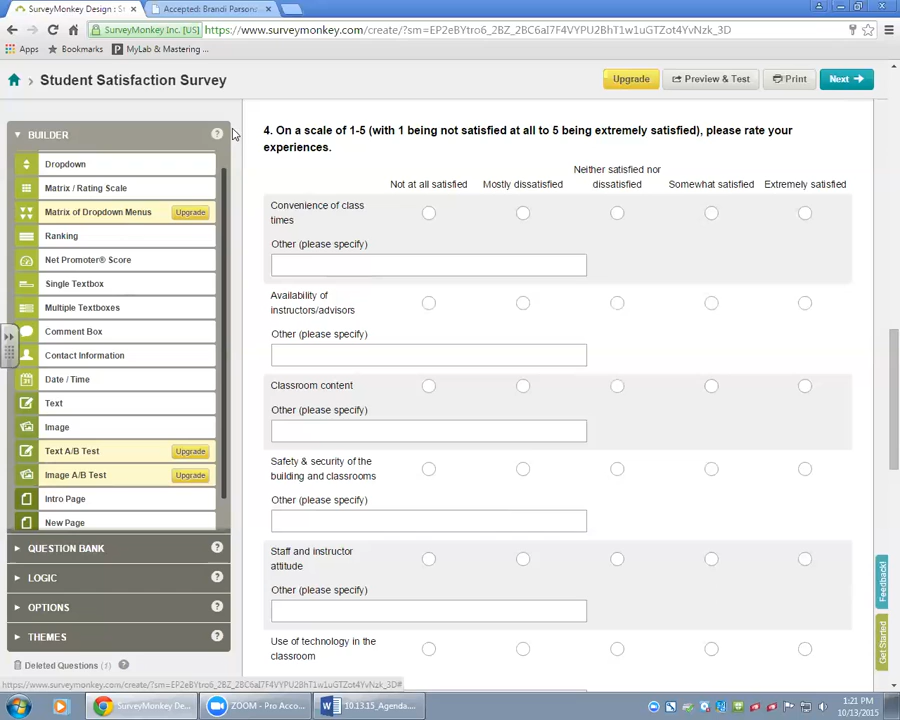 SurveyMonkey Design : S
Accepted: Brandi Parsons
SurveyMonkey Inc. [US]
https://www.surveymonkey.com/create/?sm=EP2eBYtro6_2BZ_2BC6aI7F4VYPU2BhT1w1uGTZot4YvNzk_3D
Apps
Bookmarks
MyLab & Mastering ...
Student Satisfaction Survey
Upgrade
Preview & Test
Print
Next
BUILDER
Dropdown
Matrix / Rating Scale
Matrix of Dropdown Menus Upgrade
Ranking
Net Promoter® Score
Single Textbox
Multiple Textboxes
Comment Box
Contact Information
Date / Time
Text
Image
Text A/B Test Upgrade
Image A/B Test Upgrade
Intro Page
New Page
QUESTION BANK
LOGIC
OPTIONS
THEMES
Deleted Questions (1)
4. On a scale of 1-5 (with 1 being not satisfied at all to 5 being extremely satisfied), please rate your
experiences.
Not at all satisfied
Mostly dissatisfied
Neither satisfied nor
dissatisfied
Somewhat satisfied
Extremely satisfied
Convenience of class
times
Other (please specify)
Availability of
instructors/advisors
Other (please specify)
Classroom content
Other (please specify)
Safety & security of the
building and classrooms
Other (please specify)
Staff and instructor
attitude
Other (please specify)
Use of technology in the
classroom
Feedback!
Get Started
https://www.surveymonkey.com/create/?sm=EP2eBYtro6_2BZ_2BC6aI7F4VYPU2BhT1w1uGTZot4YvNzk_3D#
SurveyMonkey De...
ZOOM - Pro Acco...
10.13.15_Agenda....
1:21 PM
10/13/2015